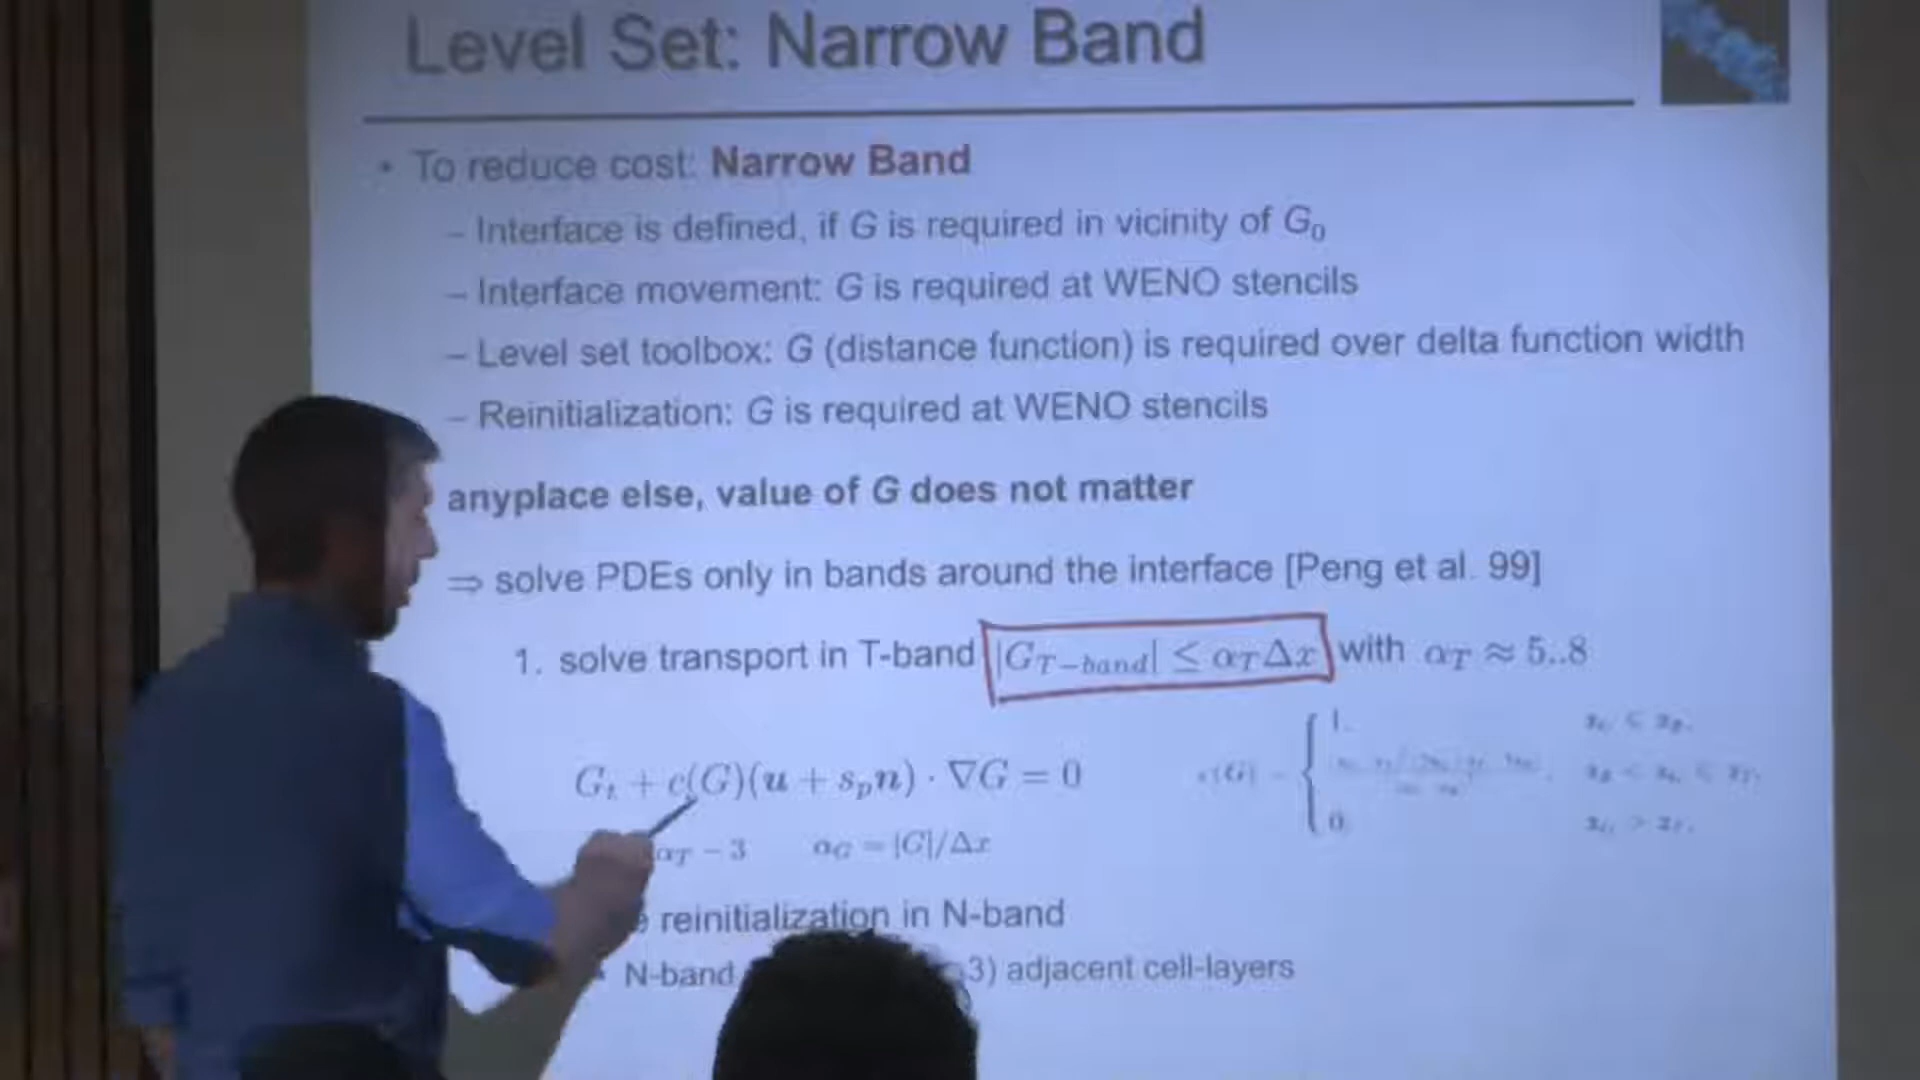 Level Set: Narrow Band
• To reduce cost: Narrow Band
– Interface is defined, if G is required in vicinity of G₀
– Interface movement: G is required at WENO stencils
– Level set toolbox: G (distance function) is required over delta function width
– Reinitialization: G is required at WENO stencils
anyplace else, value of G does not matter
⇒ solve PDEs only in bands around the interface [Peng et al. 99]
1. solve transport in T-band |G_{T−band}| ≤ α_TΔx with α_T ≈ 5..8
G_t + c(G)(u + s_p n) · ∇G = 0
c(G) = { 1
0
α_T − 3 α_G = |G|/Δx
reinitialization in N-band
N-band 3) adjacent cell-layers